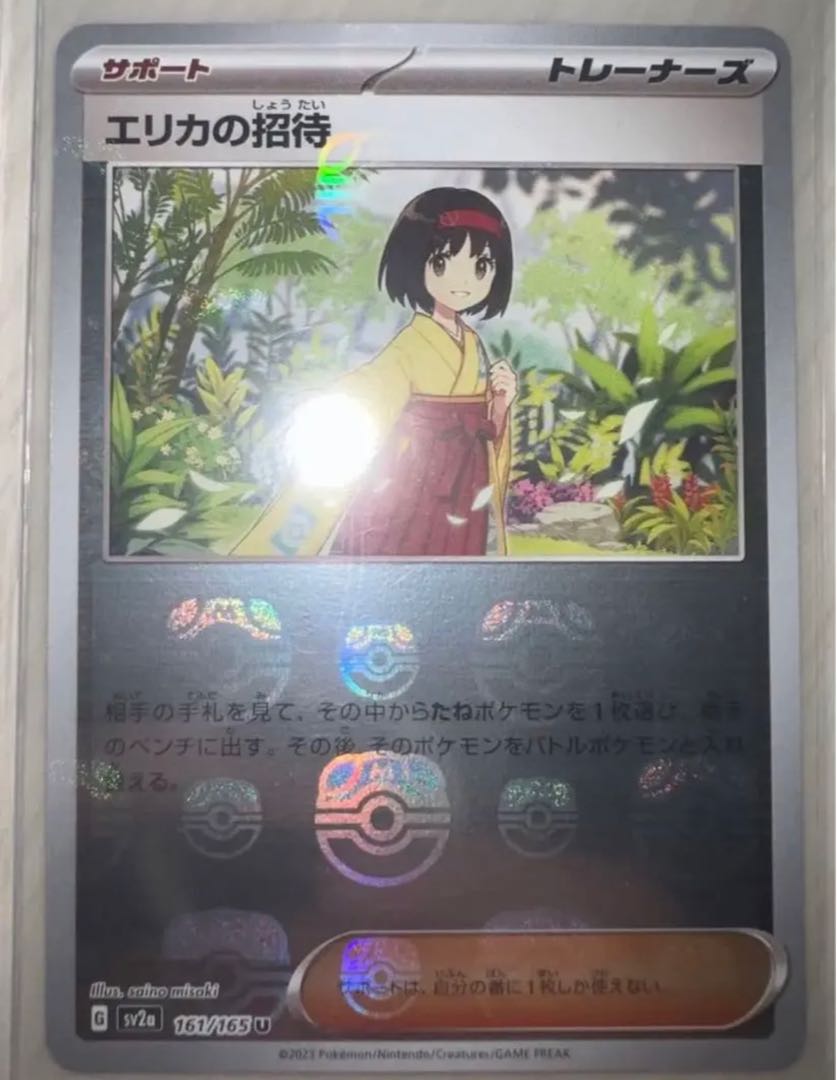 サポート
トレーナーズ
しょう たい
エリカの招待
相手の手札を見て、その中からたねポケモンを1枚選び、相手
のベンチに出す。その後、そのポケモンをバトルポケモンと入れ
替える。
サポートは、自分の番に1枚しか使えない。
Illus. saino misaki
G sv2a 161/165 U
©2023 Pokémon/Nintendo/Creatures/GAME FREAK